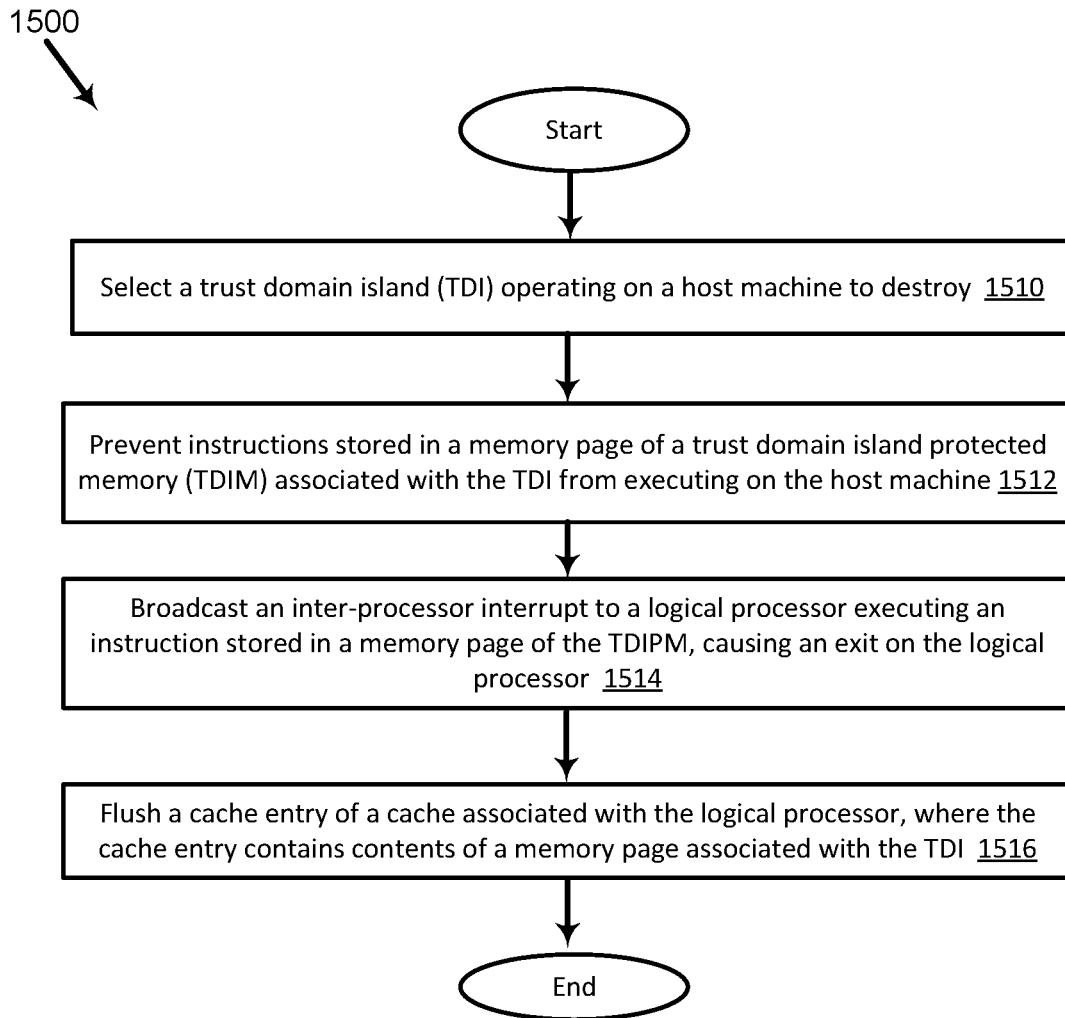 1500
Start
Select a trust domain island (TDI) operating on a host machine to destroy 1510
Prevent instructions stored in a memory page of a trust domain island protected
memory (TDIM) associated with the TDI from executing on the host machine 1512
Broadcast an inter-processor interrupt to a logical processor executing an
instruction stored in a memory page of the TDIPM, causing an exit on the logical
processor 1514
Flush a cache entry of a cache associated with the logical processor, where the
cache entry contains contents of a memory page associated with the TDI 1516
End